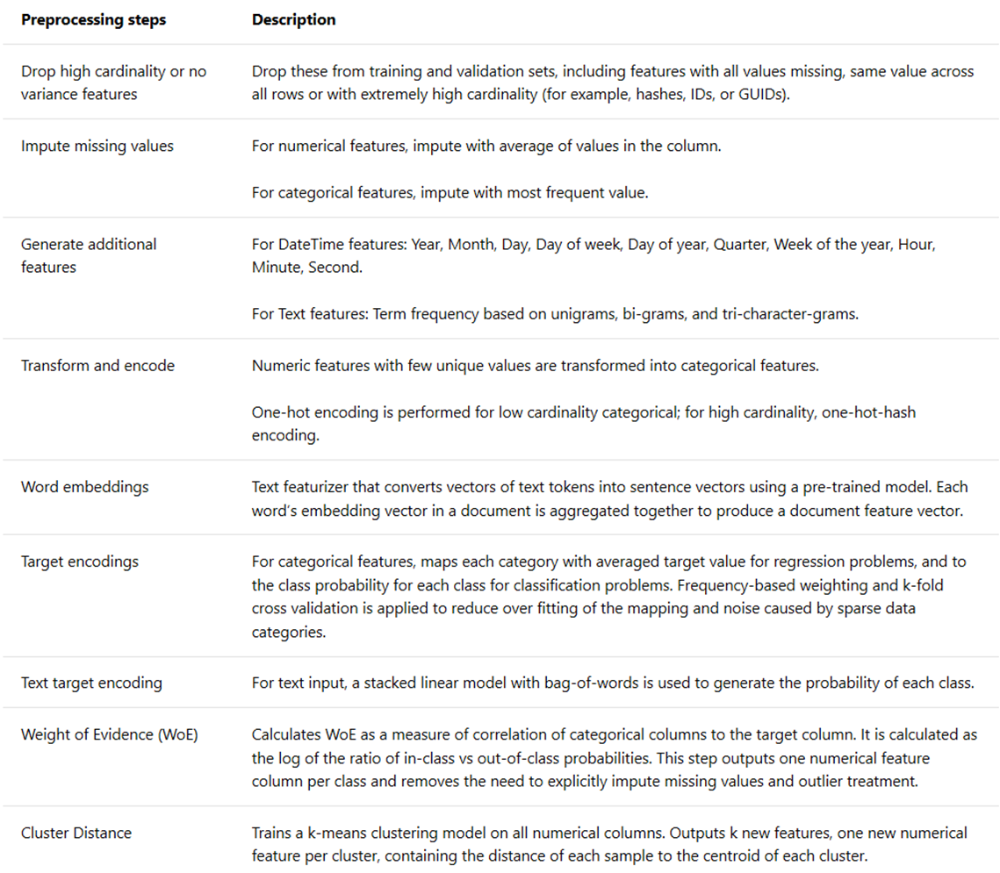 Preprocessing steps Description
Drop high cardinality or no
variance features
Drop these from training and validation sets, including features with all values missing, same value across
all rows or with extremely high cardinality (for example, hashes, IDs, or GUIDs).
Impute missing values
For numerical features, impute with average of values in the column.
For categorical features, impute with most frequent value.
Generate additional
features
For DateTime features: Year, Month, Day, Day of week, Day of year, Quarter, Week of the year, Hour,
Minute, Second.
For Text features: Term frequency based on unigrams, bi-grams, and tri-character-grams.
Transform and encode
Numeric features with few unique values are transformed into categorical features.
One-hot encoding is performed for low cardinality categorical; for high cardinality, one-hot-hash
encoding.
Word embeddings
Text featurizer that converts vectors of text tokens into sentence vectors using a pre-trained model. Each
word's embedding vector in a document is aggregated together to produce a document feature vector.
Target encodings
For categorical features, maps each category with averaged target value for regression problems, and to
the class probability for each class for classification problems. Frequency-based weighting and k-fold
cross validation is applied to reduce over fitting of the mapping and noise caused by sparse data
categories.
Text target encoding
For text input, a stacked linear model with bag-of-words is used to generate the probability of each class.
Weight of Evidence (WoE)
Calculates WoE as a measure of correlation of categorical columns to the target column. It is calculated as
the log of the ratio of in-class vs out-of-class probabilities. This step outputs one numerical feature
column per class and removes the need to explicitly impute missing values and outlier treatment.
Cluster Distance
Trains a k-means clustering model on all numerical columns. Outputs k new features, one new numerical
feature per cluster, containing the distance of each sample to the centroid of each cluster.